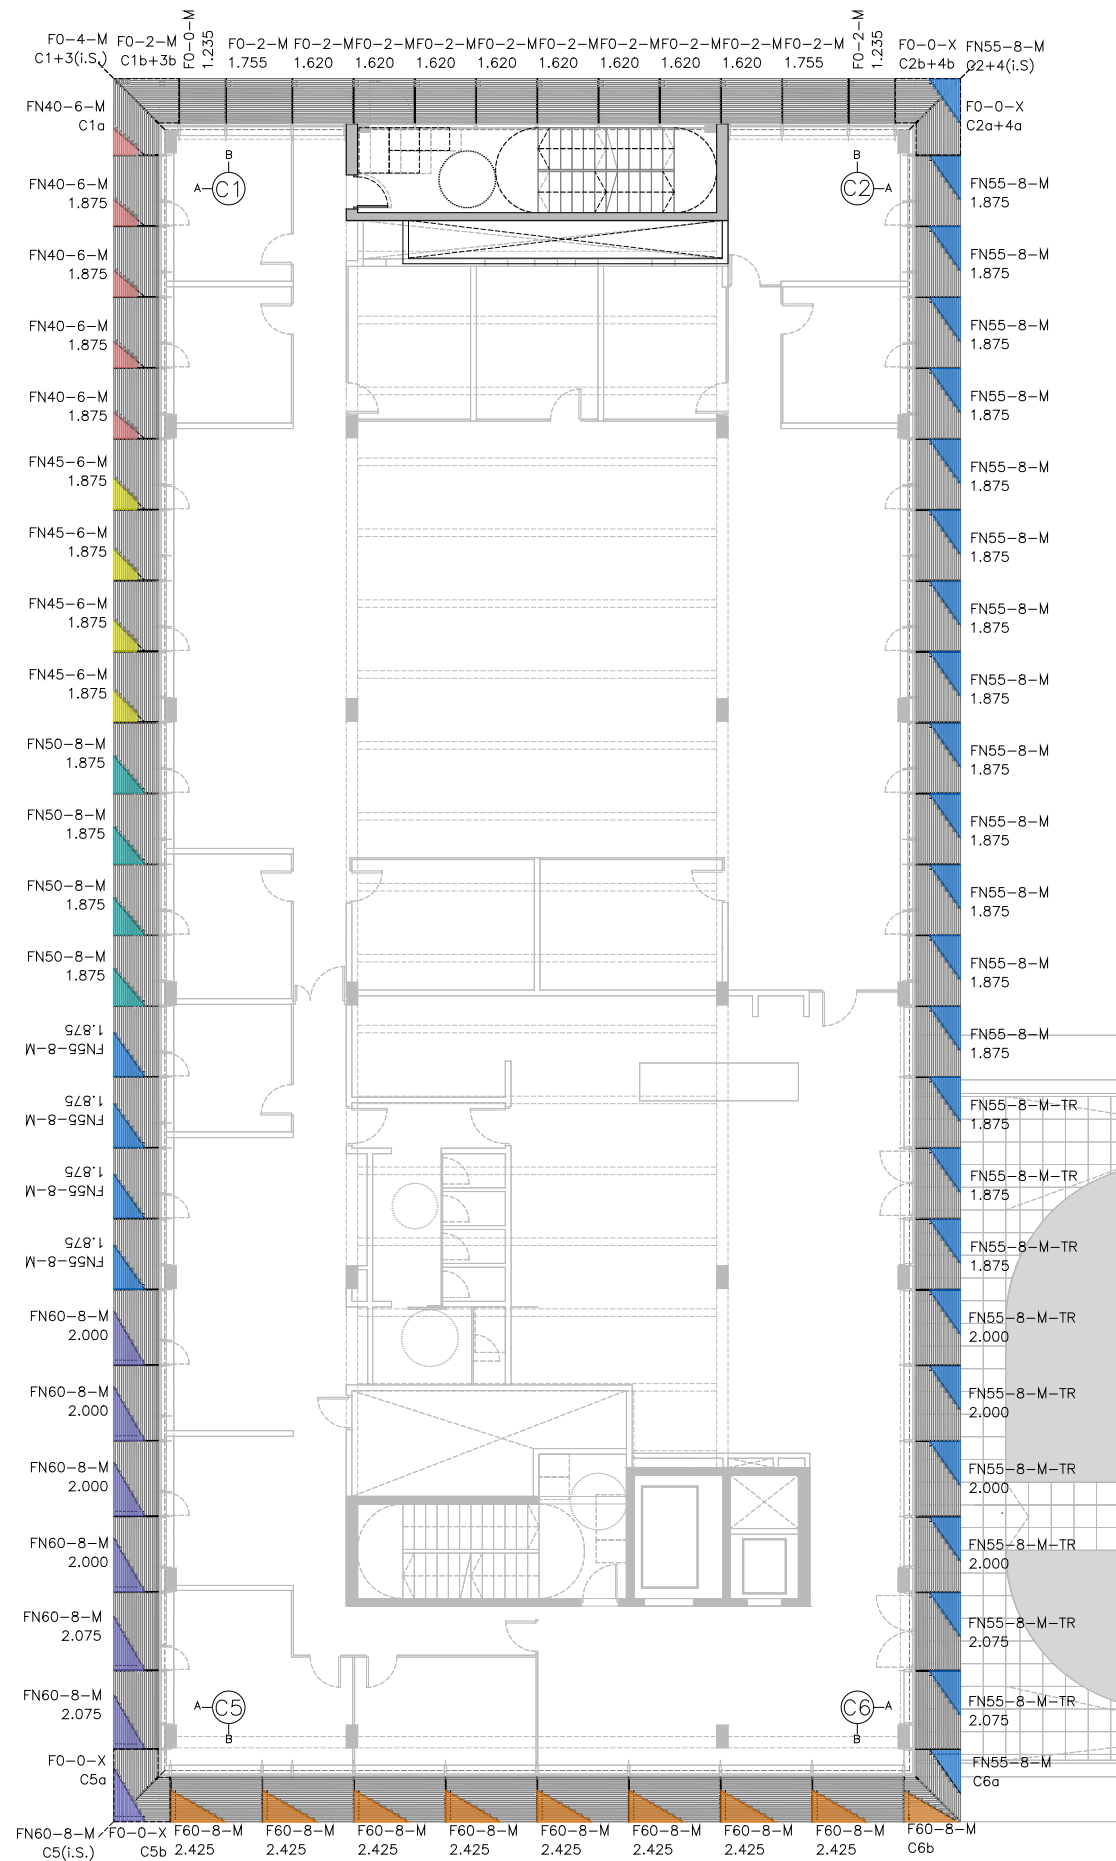 F0-4-M
C1+3(i.S.)
F0-2-M
C1b+3b
F0-0-M
1.235
F0-2-M
1.755
F0-2-M
1.620
F0-2-M
1.620
F0-2-M
1.620
F0-2-M
1.620
F0-2-M
1.620
F0-2-M
1.620
F0-2-M
1.620
F0-2-M
1.755
F0-2-M
1.235
F0-0-X
C2b+4b
FN55-8-M
C2+4(i.S)
FN40-6-M
C1a
F0-0-X
C2a+4a
B
A
C1
B
C2
A
FN40-6-M
1.875
FN55-8-M
1.875
FN40-6-M
1.875
FN55-8-M
1.875
FN40-6-M
1.875
FN55-8-M
1.875
FN40-6-M
1.875
FN55-8-M
1.875
FN45-6-M
1.875
FN55-8-M
1.875
FN45-6-M
1.875
FN55-8-M
1.875
FN45-6-M
1.875
FN55-8-M
1.875
FN45-6-M
1.875
FN55-8-M
1.875
FN50-8-M
1.875
FN55-8-M
1.875
FN50-8-M
1.875
FN55-8-M
1.875
FN50-8-M
1.875
FN55-8-M
1.875
FN50-8-M
1.875
FN55-8-M
1.875
FN55-8-M
1.875
FN55-8-M
1.875
FN55-8-M
1.875
FN55-8-M-TR
1.875
FN55-8-M
1.875
FN55-8-M-TR
1.875
FN55-8-M
1.875
FN55-8-M-TR
1.875
FN60-8-M
2.000
FN55-8-M-TR
2.000
FN60-8-M
2.000
FN55-8-M-TR
2.000
FN60-8-M
2.000
FN55-8-M-TR
2.000
FN60-8-M
2.000
FN55-8-M-TR
2.000
FN60-8-M
2.075
FN55-8-M-TR
2.075
FN60-8-M
2.075
FN55-8-M-TR
2.075
A
C5
B
C6
A
B
F0-0-X
C5a
FN55-8-M
C6a
FN60-8-M
C5(i.S.)
F0-0-X
C5b
F60-8-M
2.425
F60-8-M
2.425
F60-8-M
2.425
F60-8-M
2.425
F60-8-M
2.425
F60-8-M
2.425
F60-8-M
2.425
F60-8-M
2.425
F60-8-M
C6b